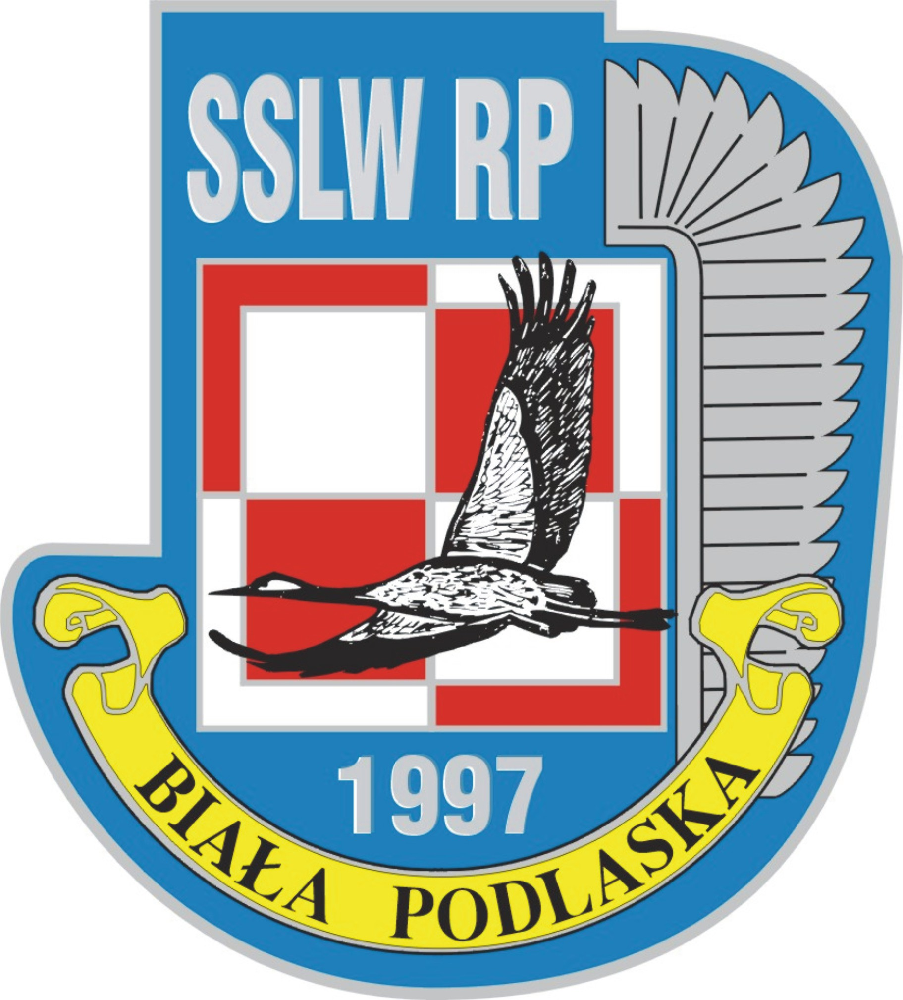 SSLW RP
1997
BIAŁA PODLASKA